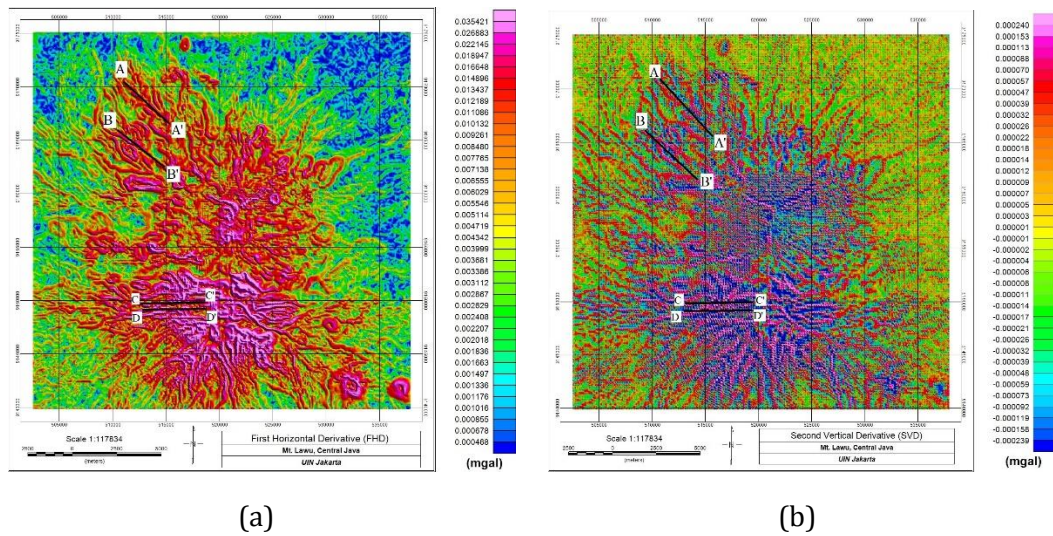 0.035421
0.026683
0.022145
0.018947
0.016648
0.014896
0.013437
0.012189
0.011086
0.010132
0.009261
0.008480
0.007765
0.007138
0.006555
0.006029
0.005546
0.005114
0.004719
0.004342
0.003999
0.003681
0.003386
0.003112
0.002867
0.002629
0.002408
0.002207
0.002018
0.001836
0.001663
0.001497
0.001336
0.001176
0.001016
0.000855
0.000678
0.000468
(mgal)
A
A'
B
B'
C
C'
D
D'
Scale 1:117834
2500 0 2500 5000
(meters)
N
First Horizontal Derivative (FHD)
Mt. Lawu, Central Java
UIN Jakarta
(a)
0.000240
0.000153
0.000113
0.000088
0.000070
0.000057
0.000047
0.000039
0.000032
0.000026
0.000022
0.000018
0.000014
0.000012
0.000009
0.000007
0.000005
0.000003
0.000001
-0.000001
-0.000002
-0.000004
-0.000006
-0.000008
-0.000011
-0.000014
-0.000017
-0.000021
-0.000025
-0.000032
-0.000039
-0.000048
-0.000059
-0.000073
-0.000092
-0.000119
-0.000158
-0.000239
(mgal)
A
A'
B
B'
C
C'
D
D'
Scale 1:117834
2500 0 2500 5000
(meters)
N
Second Vertical Derivative (SVD)
Mt. Lawu, Central Java
UIN Jakarta
(b)